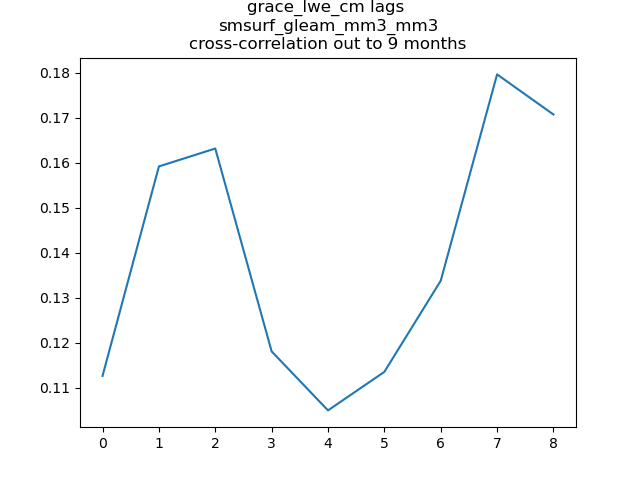 grace_lwe_cm lags
smsurf_gleam_mm3_mm3
cross-correlation out to 9 months
0.18
0.17
0.16
0.15
0.14
0.13
0.12
0.11
0 1 2 3 4 5 6 7 8